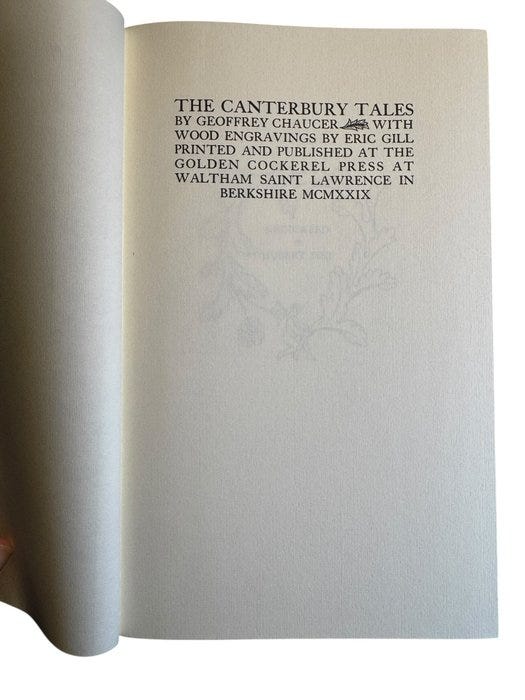 THE CANTERBURY TALES
BY GEOFFREY CHAUCER WITH
WOOD ENGRAVINGS BY ERIC GILL
PRINTED AND PUBLISHED AT THE
GOLDEN COCKEREL PRESS AT
WALTHAM SAINT LAWRENCE IN
BERKSHIRE MCMXXIX